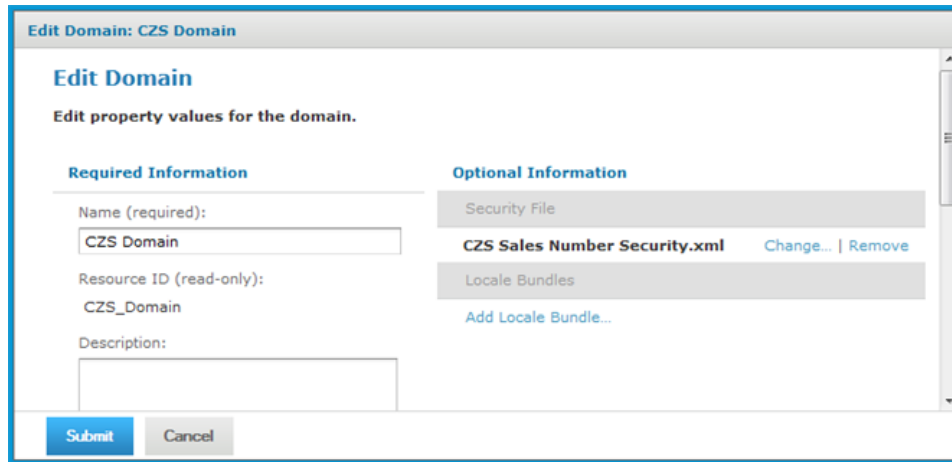 Edit Domain: CZS Domain
Edit Domain
Edit property values for the domain.
Required Information
Name (required):
CZS Domain
Resource ID (read-only):
CZS_Domain
Description:
Optional Information
Security File
CZS Sales Number Security.xml Change... | Remove
Locale Bundles
Add Locale Bundle...
Submit Cancel